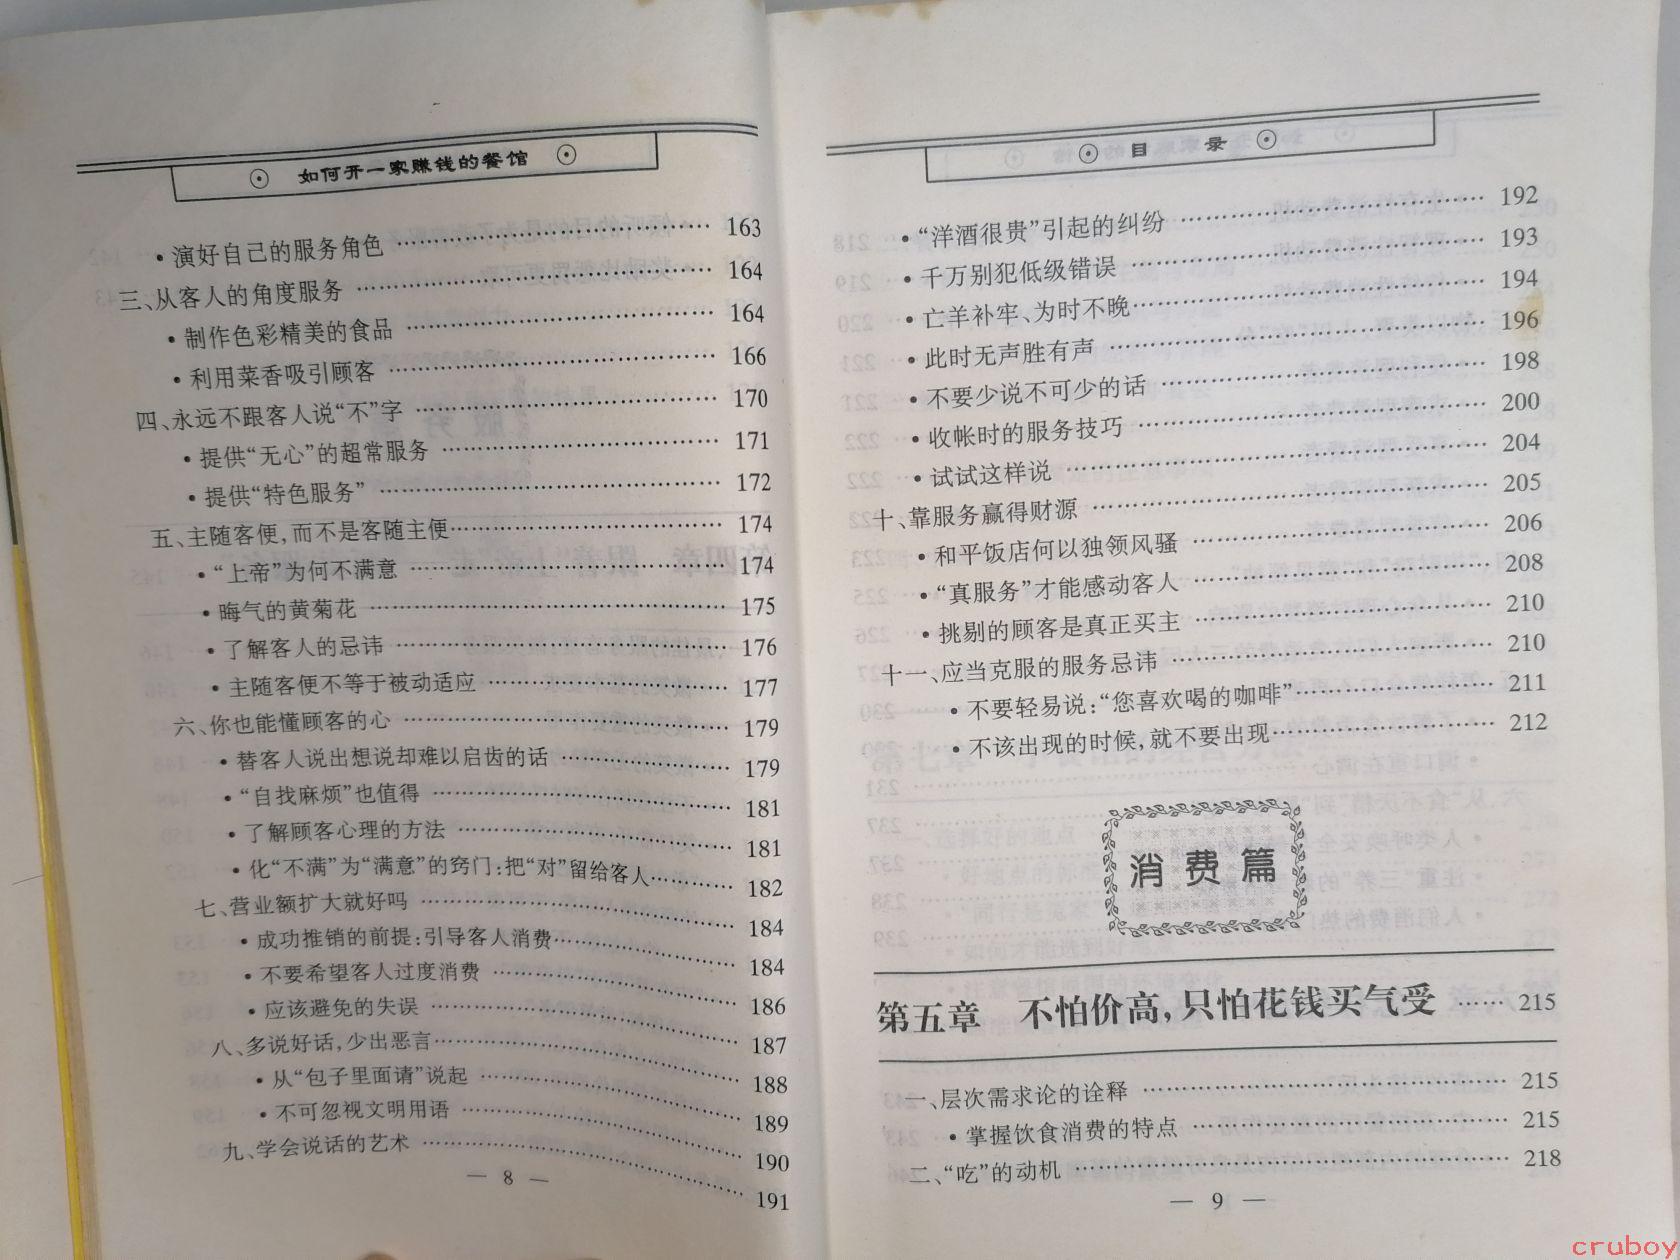 如何开一家赚钱的餐馆
•演好自己的服务角色 …… 163
三、从客人的角度服务 …… 164
•制作色彩精美的食品 …… 164
•利用菜香吸引顾客 …… 166
四、永远不跟客人说“不”字 …… 170
•提供“无心”的超常服务 …… 171
•提供“特色服务” …… 172
五、主随客便,而不是客随主便 …… 174
•“上帝”为何不满意 …… 174
•晦气的黄菊花 …… 175
•了解客人的忌讳 …… 176
•主随客便不等于被动适应 …… 177
六、你也能懂顾客的心 …… 179
•替客人说出想说却难以启齿的话 …… 179
•“自找麻烦”也值得 …… 181
•了解顾客心理的方法 …… 181
•化“不满”为“满意”的窍门:把“对”留给客人 …… 182
七、营业额扩大就好吗 …… 184
•成功推销的前提:引导客人消费 …… 184
•不要希望客人过度消费 …… 186
•应该避免的失误 …… 187
八、多说好话,少出恶言 …… 188
•从“包子里面请”说起 …… 189
•不可忽视文明用语 …… 190
九、学会说话的艺术 …… 191
— 8 —
目 录
•“洋酒很贵”引起的纠纷 …… 192
•千万别犯低级错误 …… 193
•亡羊补牢、为时不晚 …… 194
•此时无声胜有声 …… 196
•不要少说不可少的话 …… 198
•收帐时的服务技巧 …… 200
•试试这样说 …… 204
十、靠服务赢得财源 …… 205
•和平饭店何以独领风骚 …… 206
•“真服务”才能感动客人 …… 208
•挑剔的顾客是真正买主 …… 210
十一、应当克服的服务忌讳 …… 210
•不要轻易说:“您喜欢喝的咖啡” …… 211
•不该出现的时候,就不要出现 …… 212
消费篇
第五章 不怕价高,只怕花钱买气受 …… 215
一、层次需求论的诠释 …… 215
•掌握饮食消费的特点 …… 215
二、“吃”的动机 …… 218
— 9 —
cruboy